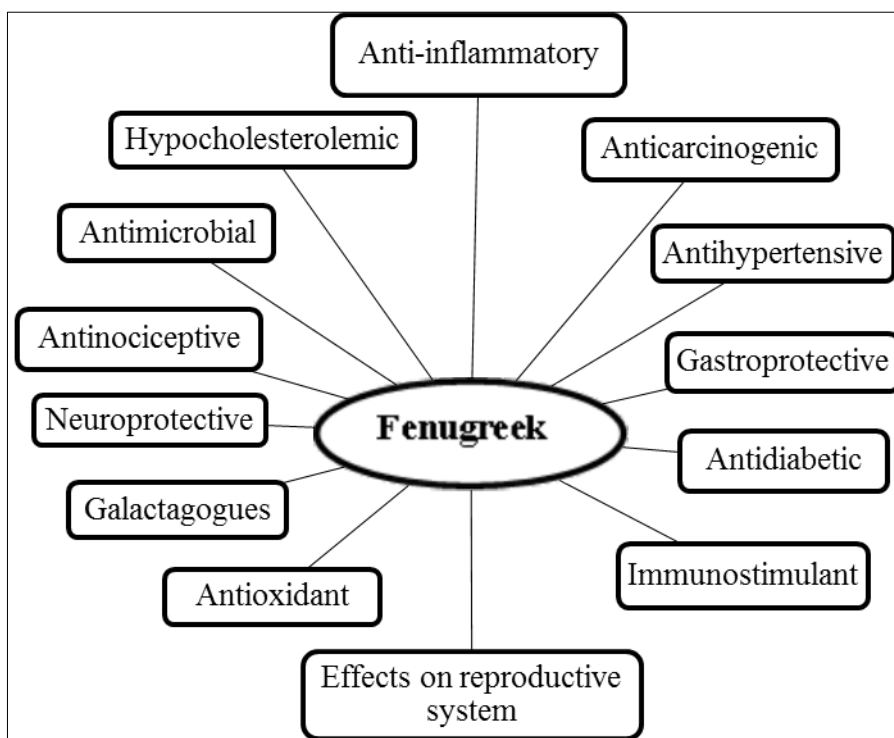 Anti-inflammatory
Hypocholesterolemic
Anticarcinogenic
Antimicrobial
Antihypertensive
Antinociceptive
Gastroprotective
Neuroprotective
Fenugreek
Antidiabetic
Galactagogues
Immunostimulant
Antioxidant
Effects on reproductive
system